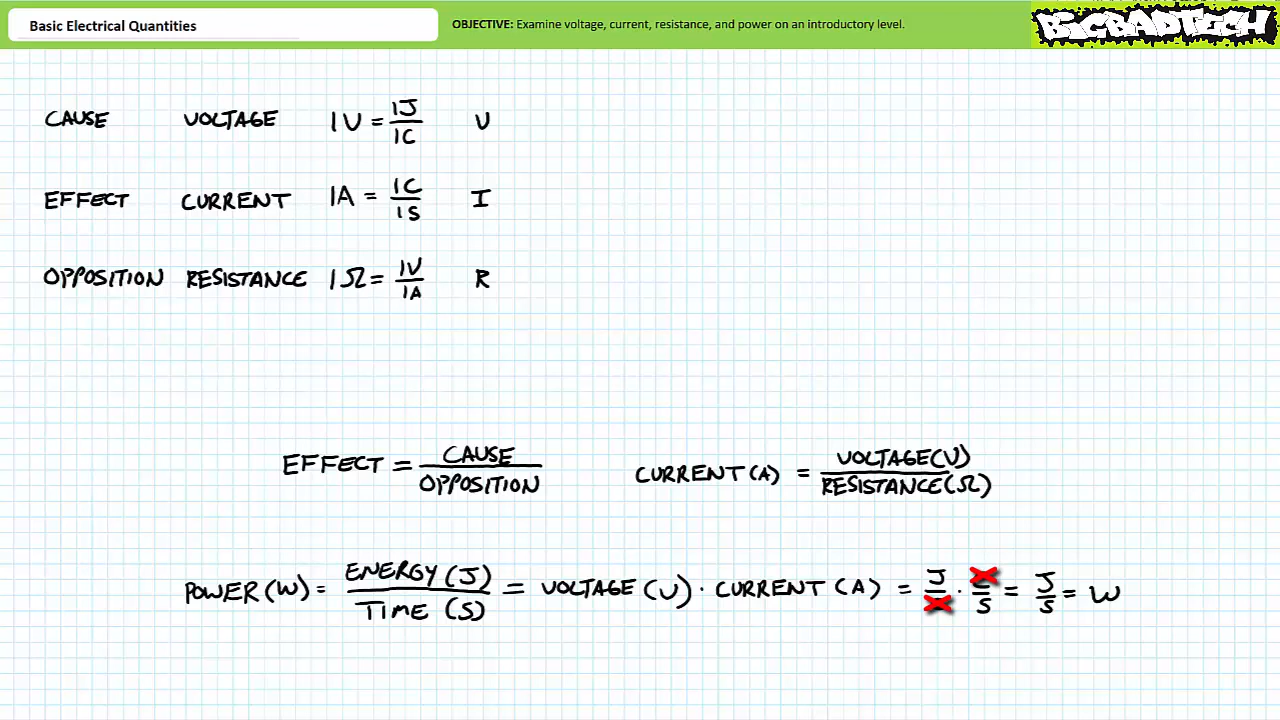 Basic Electrical Quantities
OBJECTIVE: Examine voltage, current, resistance, and power on an introductory level.
BIGBADTECH
CAUSE VOLTAGE 1V = 1J/1C V
EFFECT CURRENT 1A = 1C/1S I
OPPOSITION RESISTANCE 1Ω = 1V/1A R
EFFECT = CAUSE/OPPOSITION CURRENT (A) = VOLTAGE(V)/RESISTANCE(Ω)
POWER (W) = ENERGY (J)/TIME (S) = VOLTAGE (V) · CURRENT (A) = J/ · /S = J/S = W